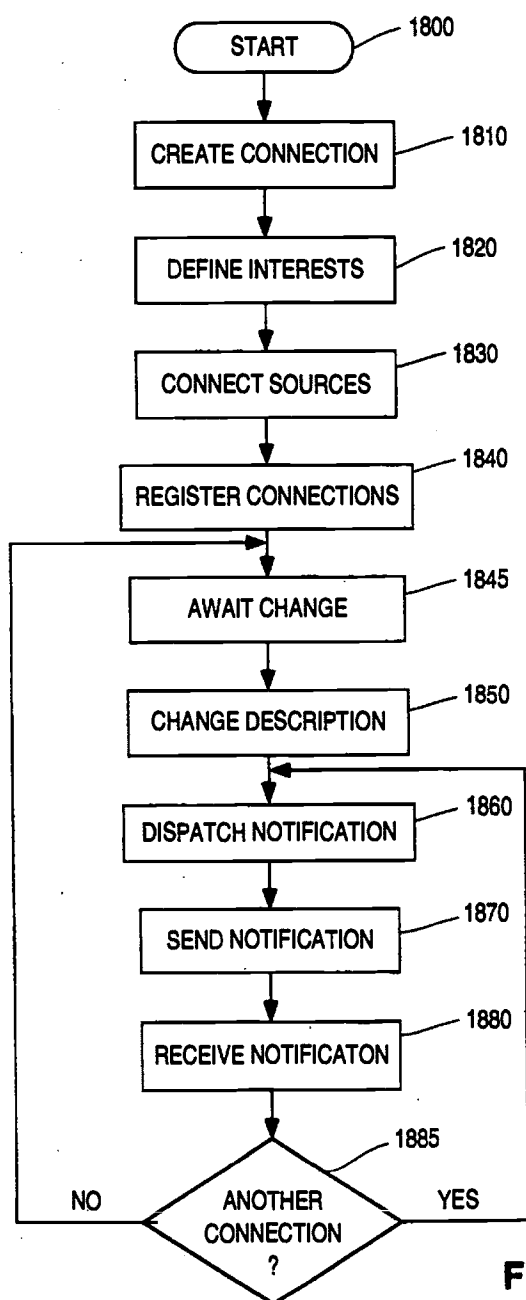 START
1800
CREATE CONNECTION
1810
DEFINE INTERESTS
1820
CONNECT SOURCES
1830
REGISTER CONNECTIONS
1840
AWAIT CHANGE
1845
CHANGE DESCRIPTION
1850
DISPATCH NOTIFICATION
1860
SEND NOTIFICATION
1870
RECEIVE NOTIFICATON
1880
1885
NO
ANOTHER
CONNECTION
?
YES
F